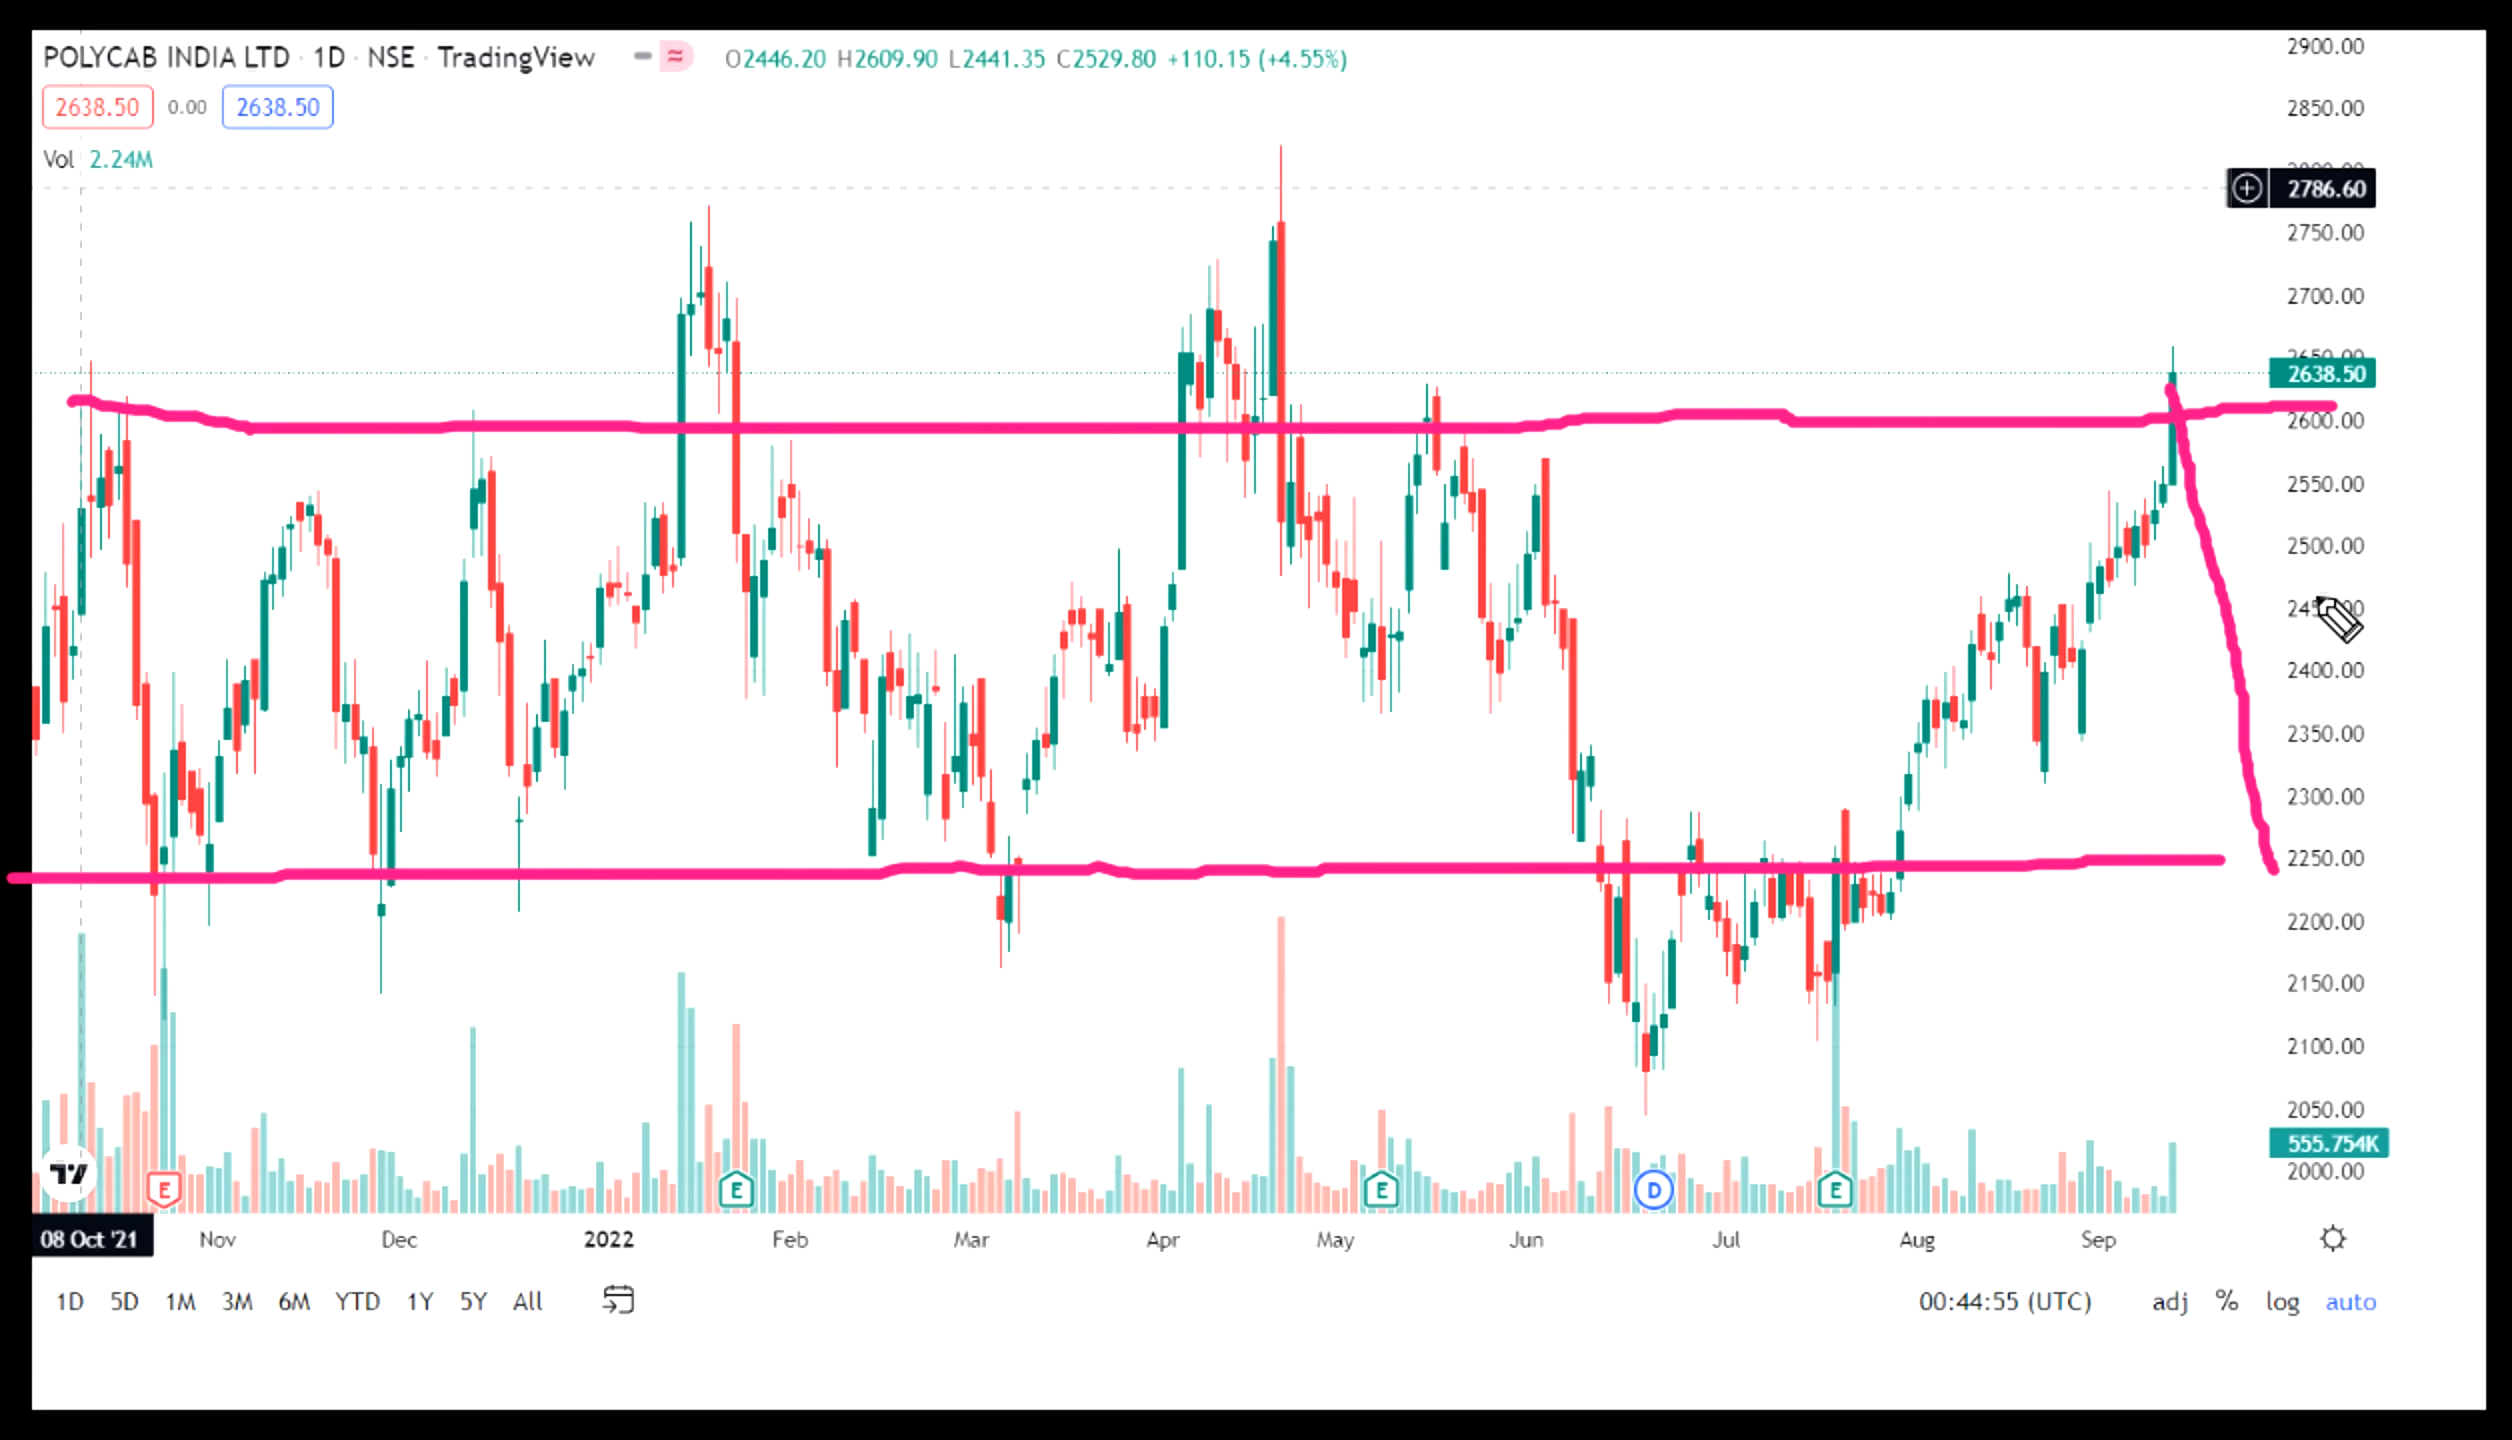 POLYCAB INDIA LTD · 1D · NSE · TradingView O2446.20 H2609.90 L2441.35 C2529.80 +110.15 (+4.55%)
2638.50 0.00 2638.50
Vol 2.24M
2900.00
2850.00
2786.60
2750.00
2700.00
2638.50
2600.00
2550.00
2500.00
2400.00
2350.00
2300.00
2250.00
2200.00
2150.00
2100.00
2050.00
555.754K
2000.00
E E E D E
08 Oct '21 Nov Dec 2022 Feb Mar Apr May Jun Jul Aug Sep
1D 5D 1M 3M 6M YTD 1Y 5Y All 00:44:55 (UTC) adj % log auto